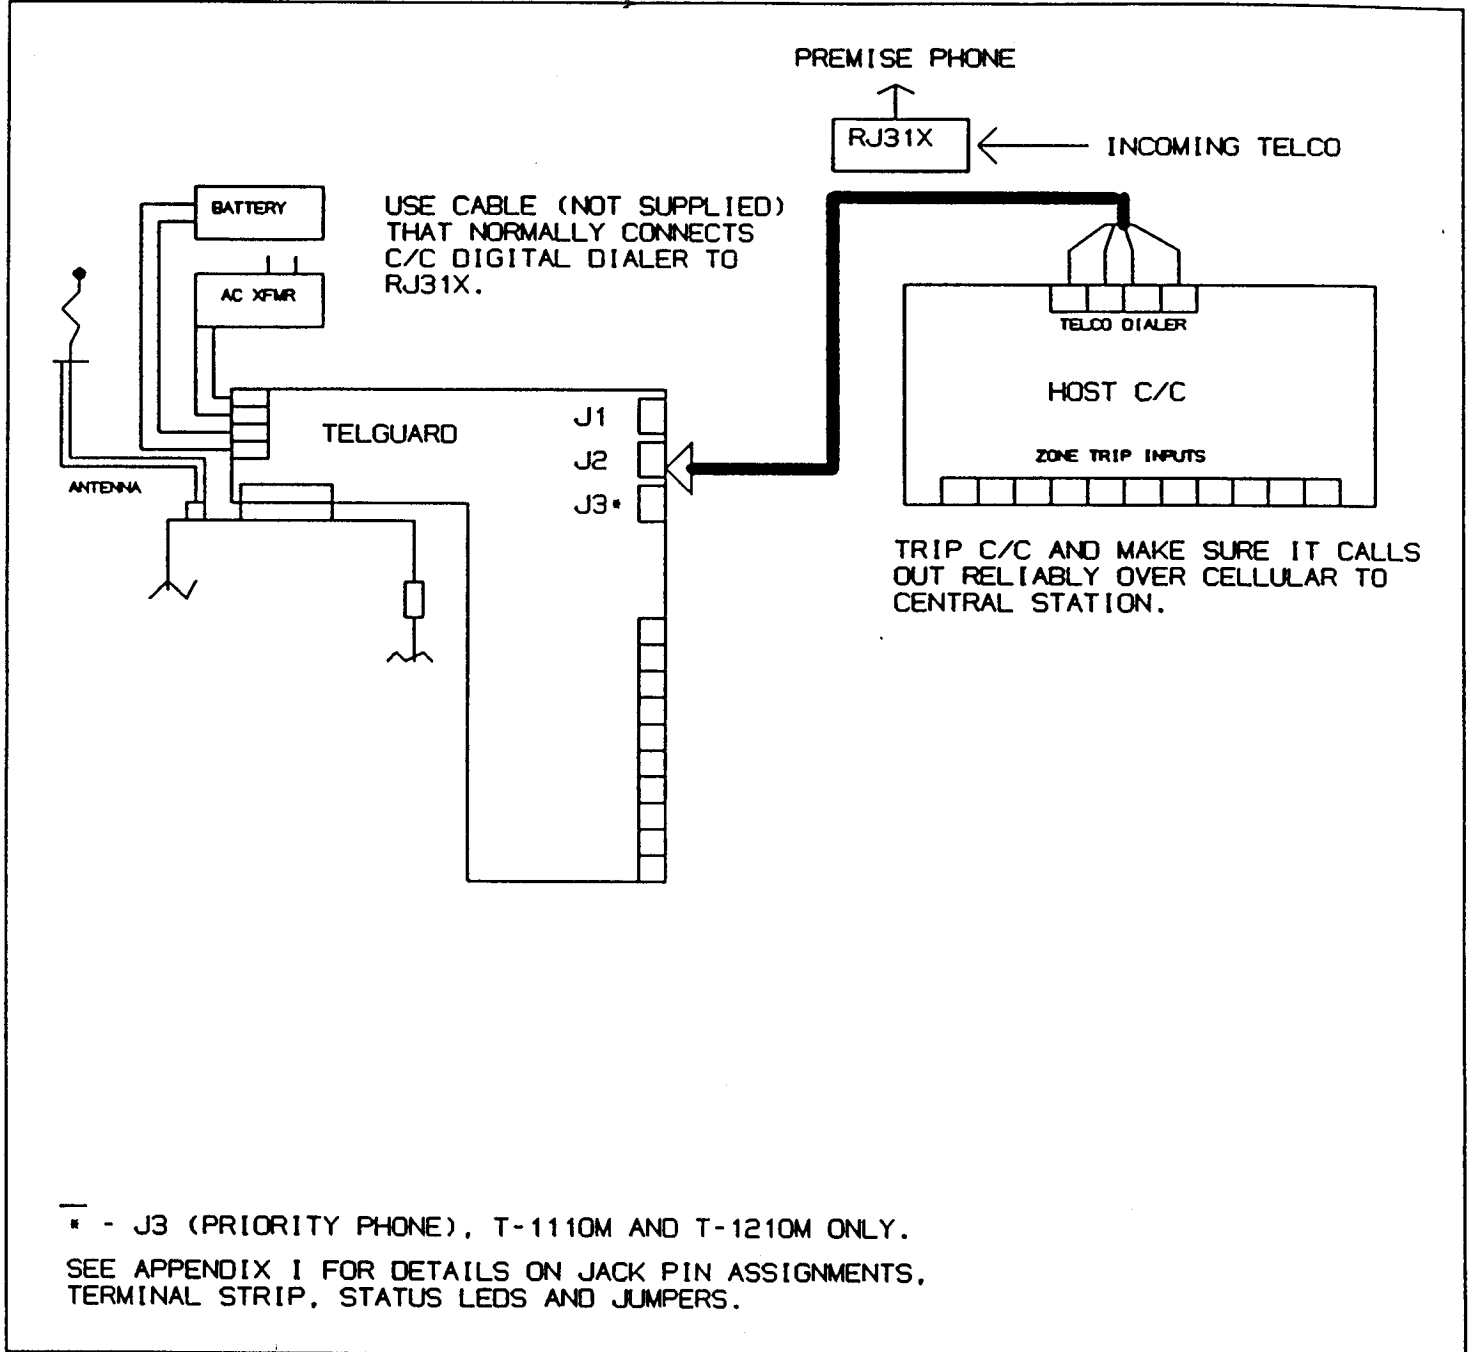 PREMISE PHONE
RJ31X
INCOMING TELCO
BATTERY
USE CABLE (NOT SUPPLIED)
THAT NORMALLY CONNECTS
C/C DIGITAL DIALER TO
RJ31X.
AC XFMR
TELCO DIALER
HOST C/C
ZONE TRIP INPUTS
TELGUARD
J1
J2
J3*
ANTENNA
TRIP C/C AND MAKE SURE IT CALLS
OUT RELIABLY OVER CELLULAR TO
CENTRAL STATION.
* - J3 (PRIORITY PHONE), T-1110M AND T-1210M ONLY.
SEE APPENDIX I FOR DETAILS ON JACK PIN ASSIGNMENTS,
TERMINAL STRIP, STATUS LEDS AND JUMPERS.